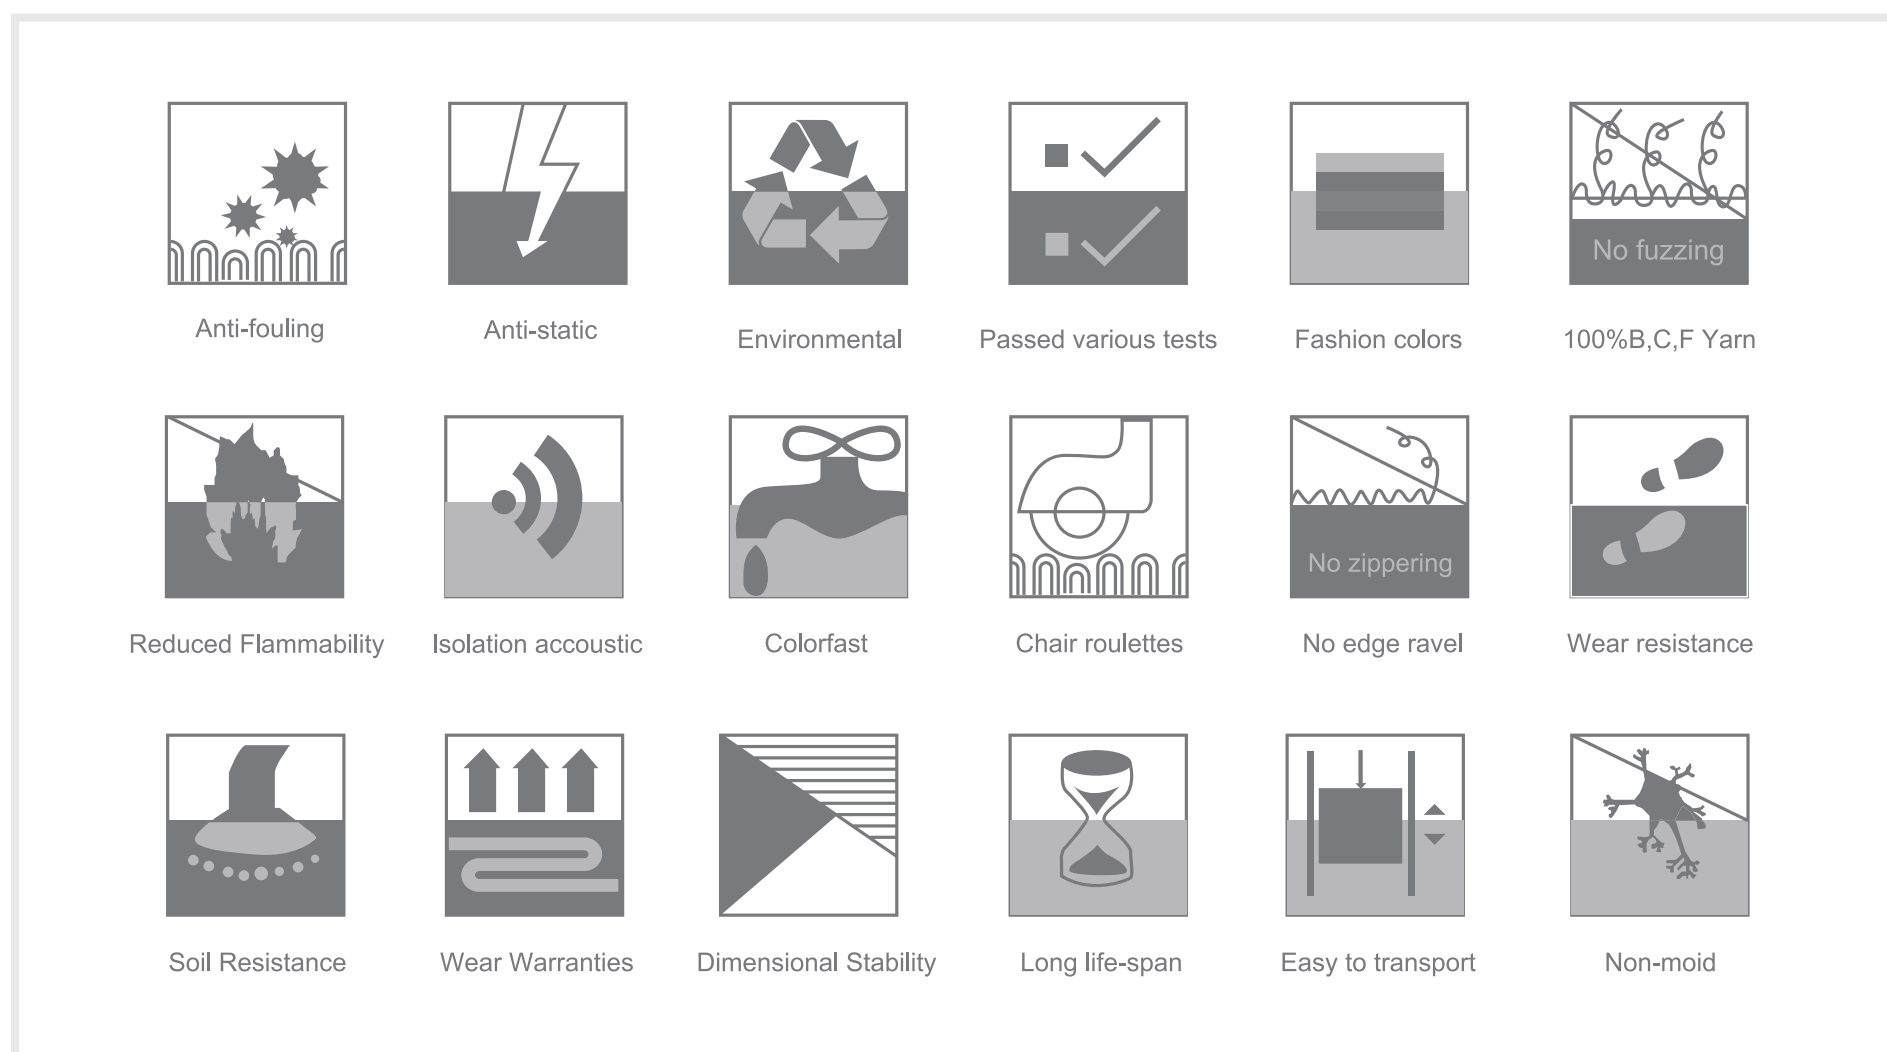 No fuzzing
Anti-fouling
Anti-static
Environmental
Passed various tests
Fashion colors
100%B,C,F Yarn
No zippering
Reduced Flammability
Isolation accoustic
Colorfast
Chair roulettes
No edge ravel
Wear resistance
Soil Resistance
Wear Warranties
Dimensional Stability
Long life-span
Easy to transport
Non-moid